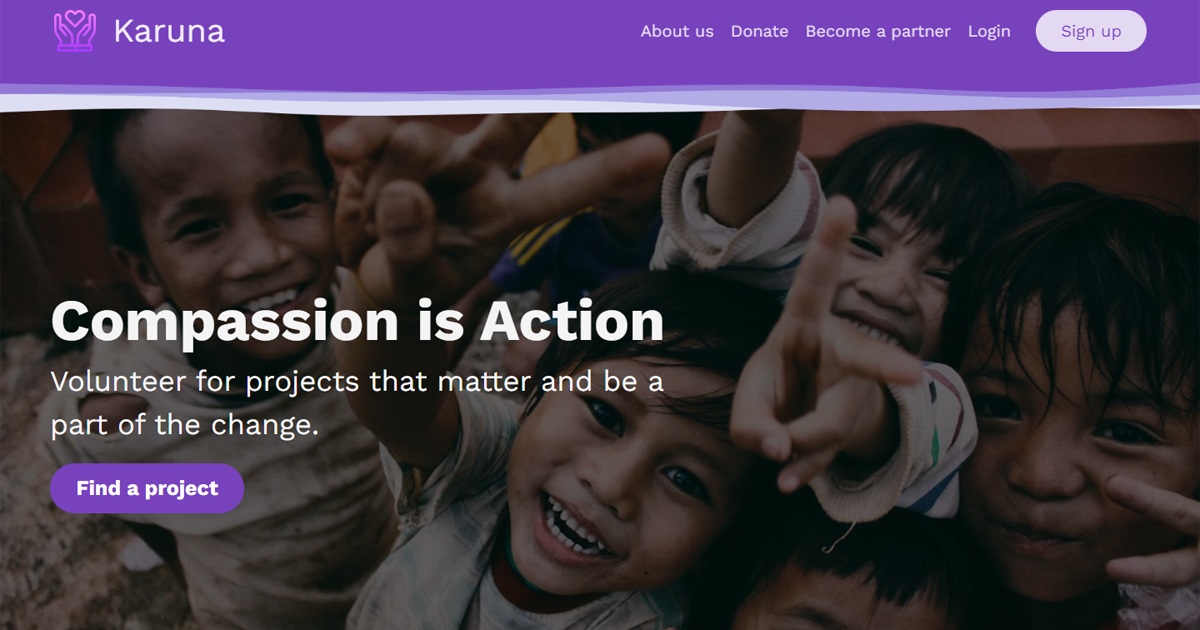 Karuna
About us
Donate
Become a partner
Login
Sign up
Compassion is Action
Volunteer for projects that matter and be a
part of the change.
Find a project